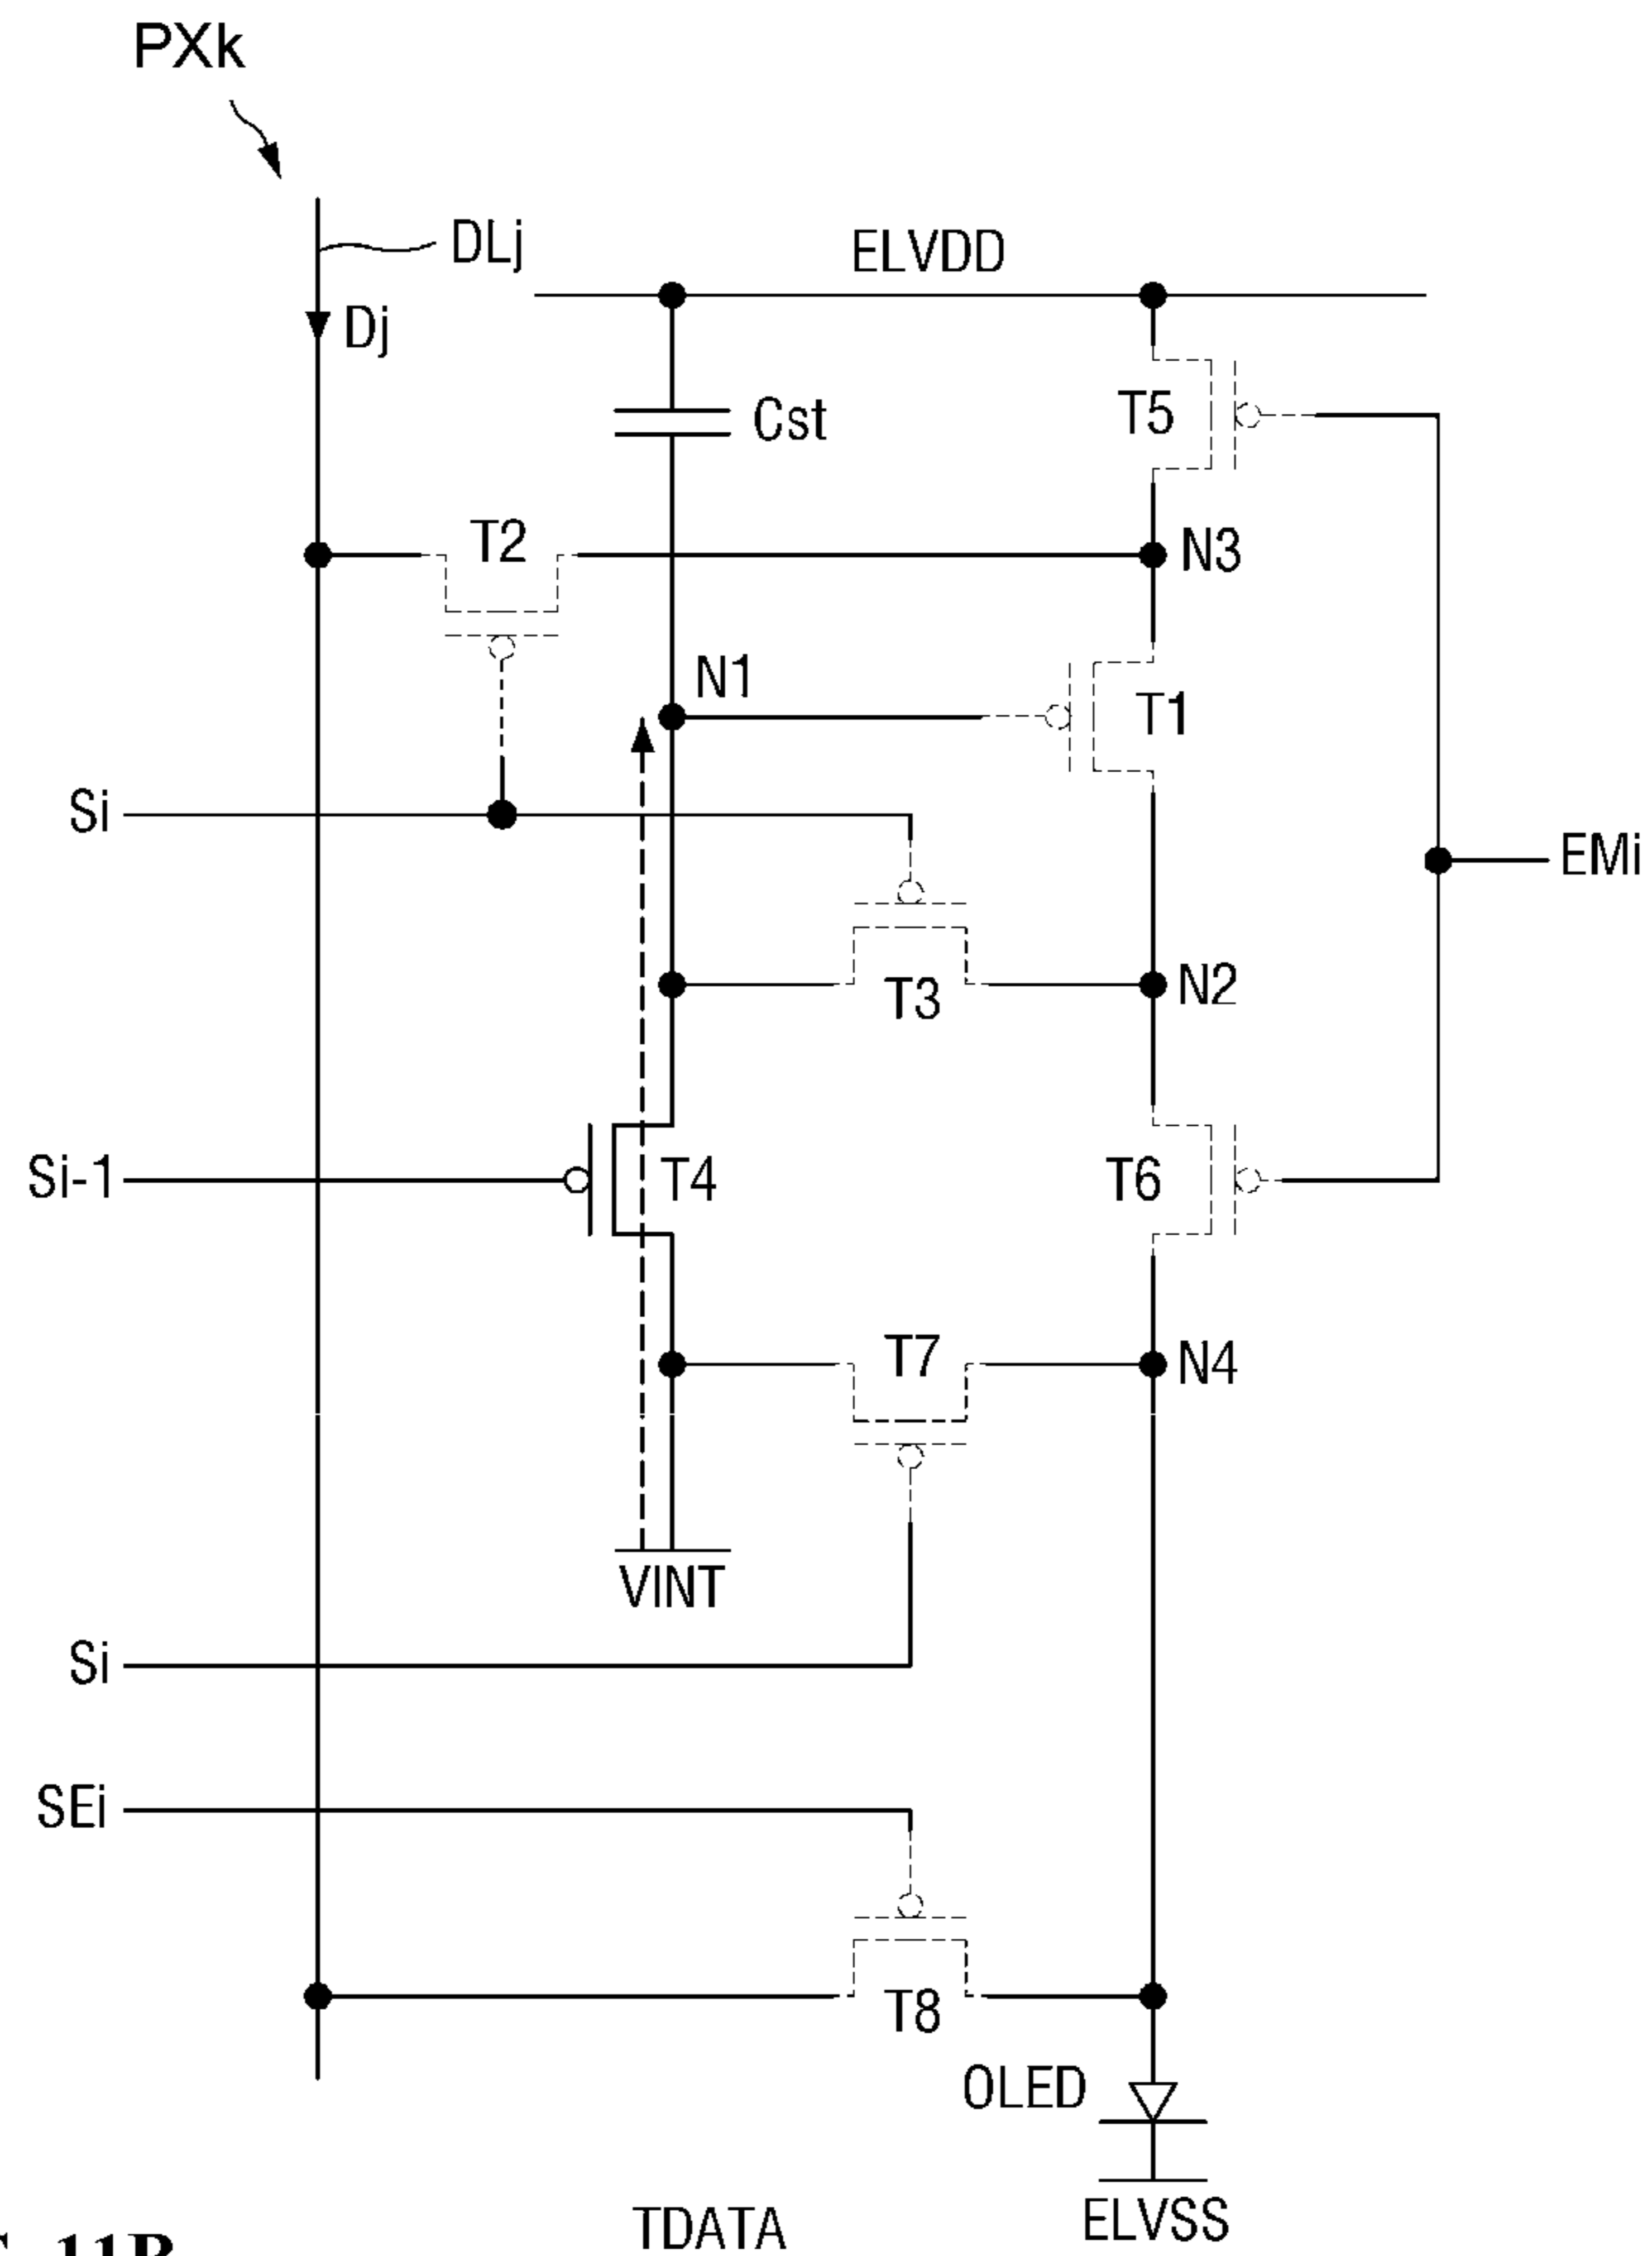 PXk
DLj
ELVDD
Dj
Cst
T5
T2
N3
N1
T1
Si
EMi
T3
N2
Si-1
T4
T6
T7
N4
VINT
Si
SEi
T8
OLED
ELVSS
TDATA
11B